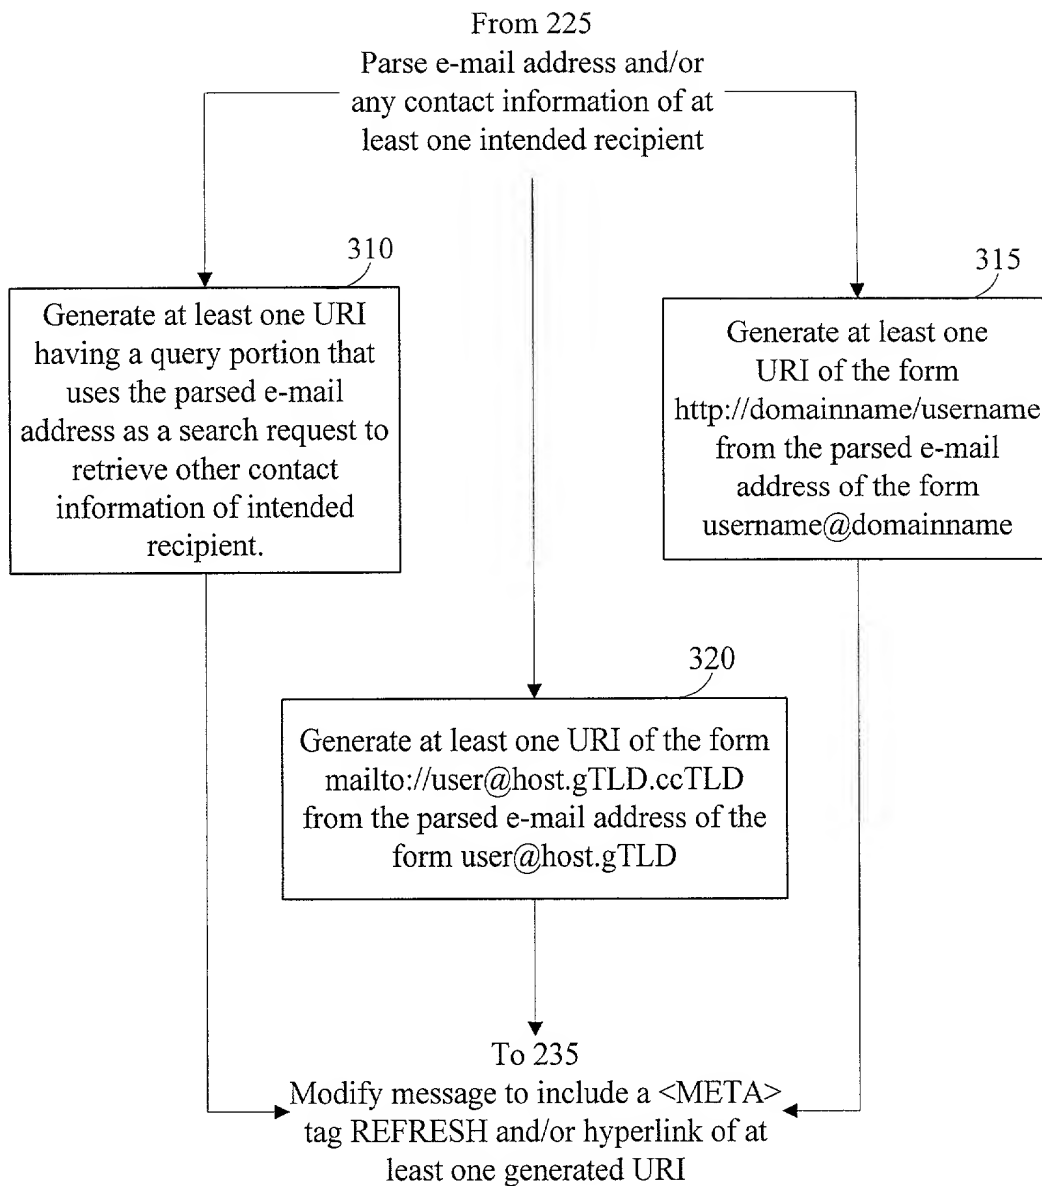 From 225
Parse e-mail address and/or
any contact information of at
least one intended recipient
310
Generate at least one URI
having a query portion that
uses the parsed e-mail
address as a search request to
retrieve other contact
information of intended
recipient.
315
Generate at least one
URI of the form
http://domainname/username
from the parsed e-mail
address of the form
username@domainname
320
Generate at least one URI of the form
mailto://user@host.gTLD.ccTLD
from the parsed e-mail address of the
form user@host.gTLD
To 235
Modify message to include a <META>
tag REFRESH and/or hyperlink of at
least one generated URI